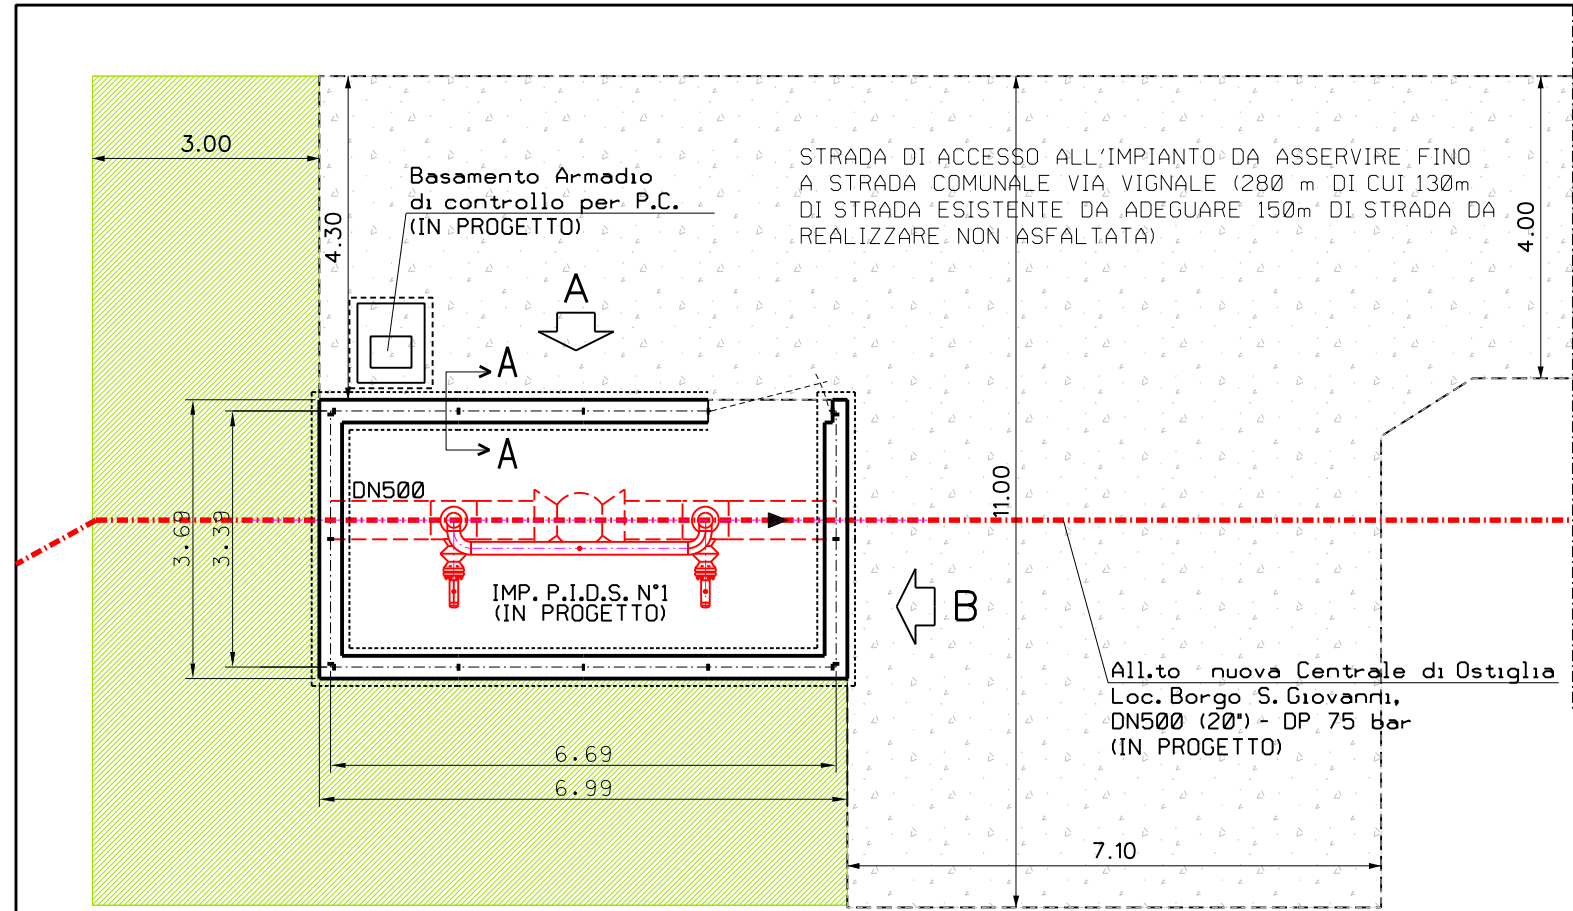 3.00
Basamento Armadio
di controllo per P.C.
(IN PROGETTO)
4.30
STRADA DI ACCESSO ALL'IMPIANTO DA ASSERVIRE FINO
A STRADA COMUNALE VIA VIGNALE (280 m DI CUI 130m
DI STRADA ESISTENTE DA ADEGUARE 150m DI STRADA DA
REALIZZARE NON ASFALTATA)
4.00
A
A
A
DN500
11.00
3.69
3.39
IMP. P.I.D.S. N°1
(IN PROGETTO)
B
All.to nuova Centrale di Ostiglia
Loc. Borgo S. Giovanni,
DN500 (20") - DP 75 bar
(IN PROGETTO)
6.69
6.99
7.10